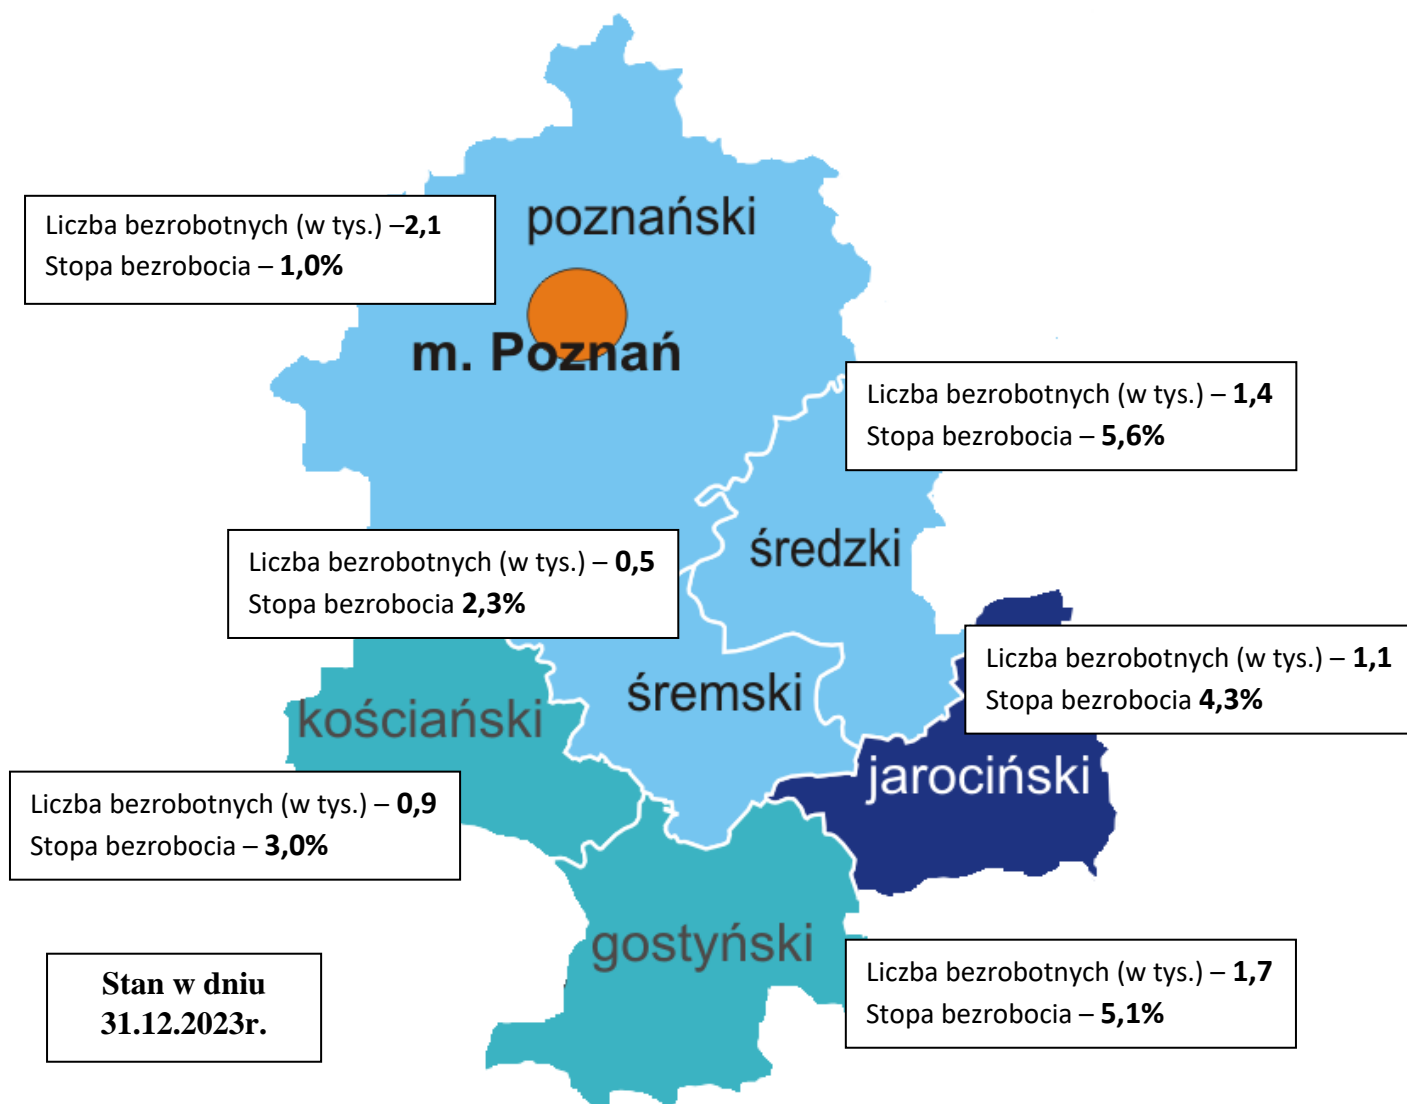 poznański
Liczba bezrobotnych (w tys.) –2,1
Stopa bezrobocia – 1,0%
m. Poznań
Liczba bezrobotnych (w tys.) – 1,4
Stopa bezrobocia – 5,6%
średzki
Liczba bezrobotnych (w tys.) – 0,5
Stopa bezrobocia 2,3%
Liczba bezrobotnych (w tys.) – 1,1
Stopa bezrobocia 4,3%
śremski
kościański
jarociński
Liczba bezrobotnych (w tys.) – 0,9
Stopa bezrobocia – 3,0%
gostyński
Liczba bezrobotnych (w tys.) – 1,7
Stopa bezrobocia – 5,1%
Stan w dniu
31.12.2023r.